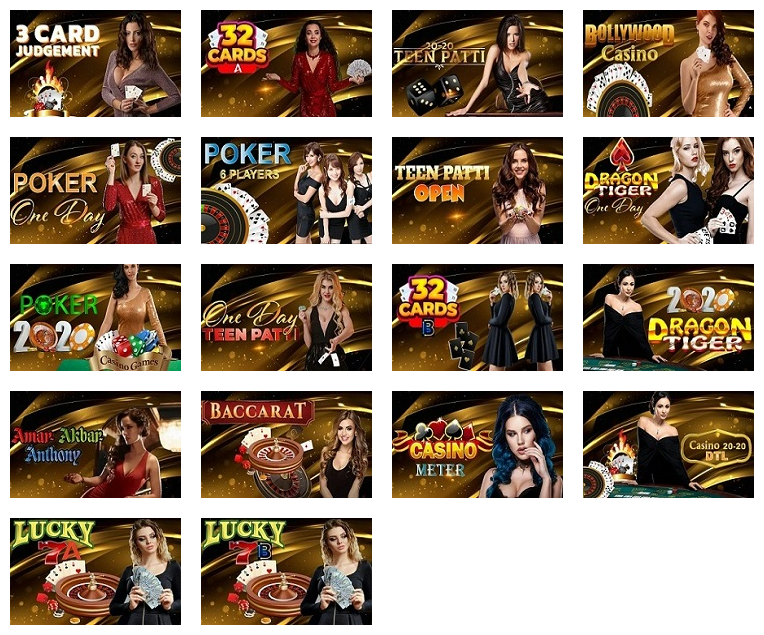 3 CARD
JUDGEMENT
32
CARDS
A
20-20
TEEN PATTI
BOLLYWOOD
Casino
POKER
One Day
POKER
6 PLAYERS
TEEN PATTI
OPEN
DRAGON
TIGER
One Day
POKER
2020
Casino Games
One Day
TEEN PATTI
32
CARDS
B
2020
DRAGON
TIGER
Amar Akbar
Anthony
BACCARAT
CASINO
METER
Casino 20-20
DTL
LUCKY
7A
LUCKY
7B